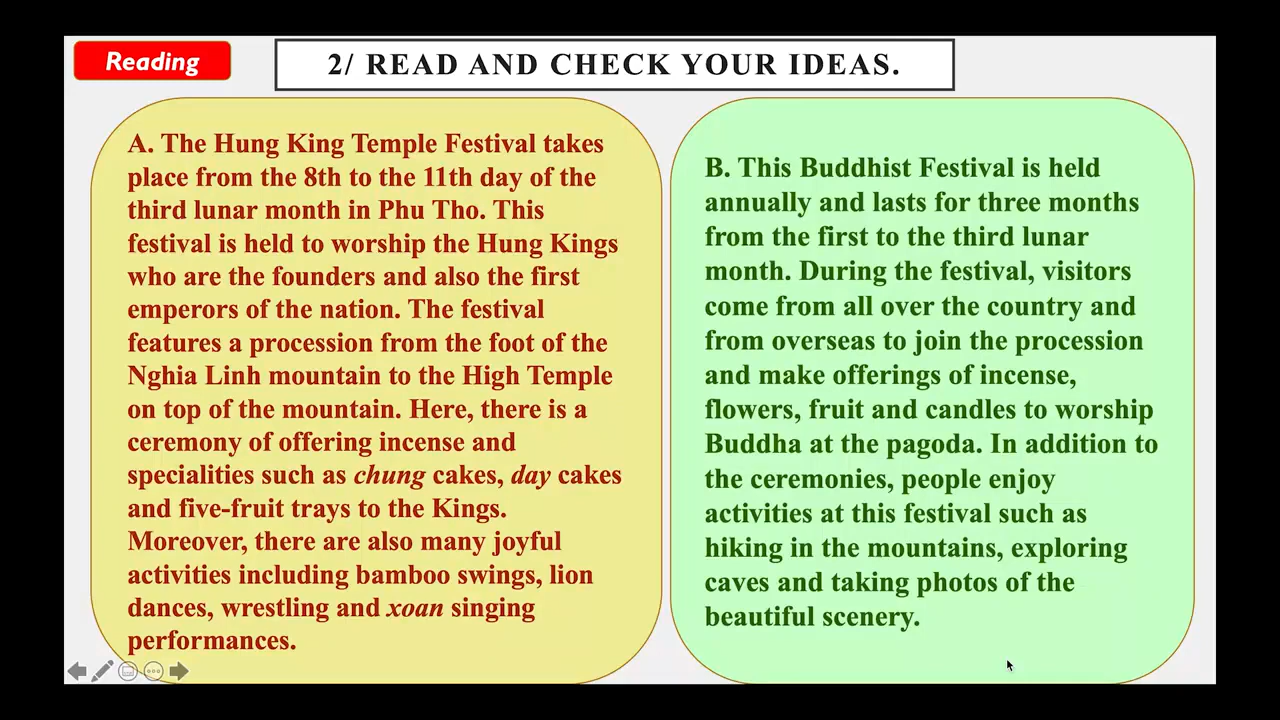 Reading
2/ READ AND CHECK YOUR IDEAS.
A. The Hung King Temple Festival takes
place from the 8th to the 11th day of the
third lunar month in Phu Tho. This
festival is held to worship the Hung Kings
who are the founders and also the first
emperors of the nation. The festival
features a procession from the foot of the
Nghia Linh mountain to the High Temple
on top of the mountain. Here, there is a
ceremony of offering incense and
specialities such as chung cakes, day cakes
and five-fruit trays to the Kings.
Moreover, there are also many joyful
activities including bamboo swings, lion
dances, wrestling and xoan singing
performances.
B. This Buddhist Festival is held
annually and lasts for three months
from the first to the third lunar
month. During the festival, visitors
come from all over the country and
from overseas to join the procession
and make offerings of incense,
flowers, fruit and candles to worship
Buddha at the pagoda. In addition to
the ceremonies, people enjoy
activities at this festival such as
hiking in the mountains, exploring
caves and taking photos of the
beautiful scenery.